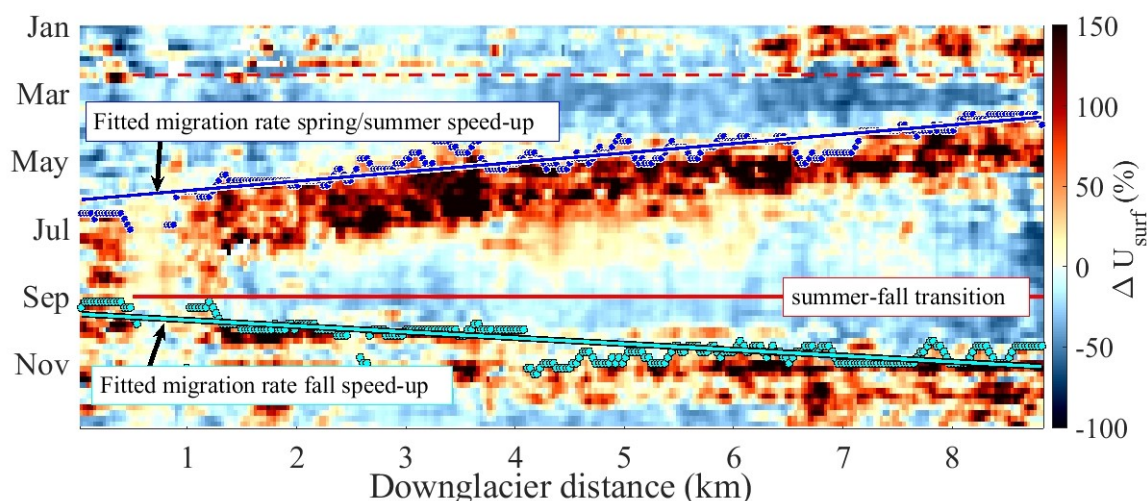 Jan
Mar
May
Jul
Sep
Nov
Fitted migration rate spring/summer speed-up
summer-fall transition
Fitted migration rate fall speed-up
1 2 3 4 5 6 7 8
Downglacier distance (km)
150
100
50
0
-50
-100
Δ U_surf (%)